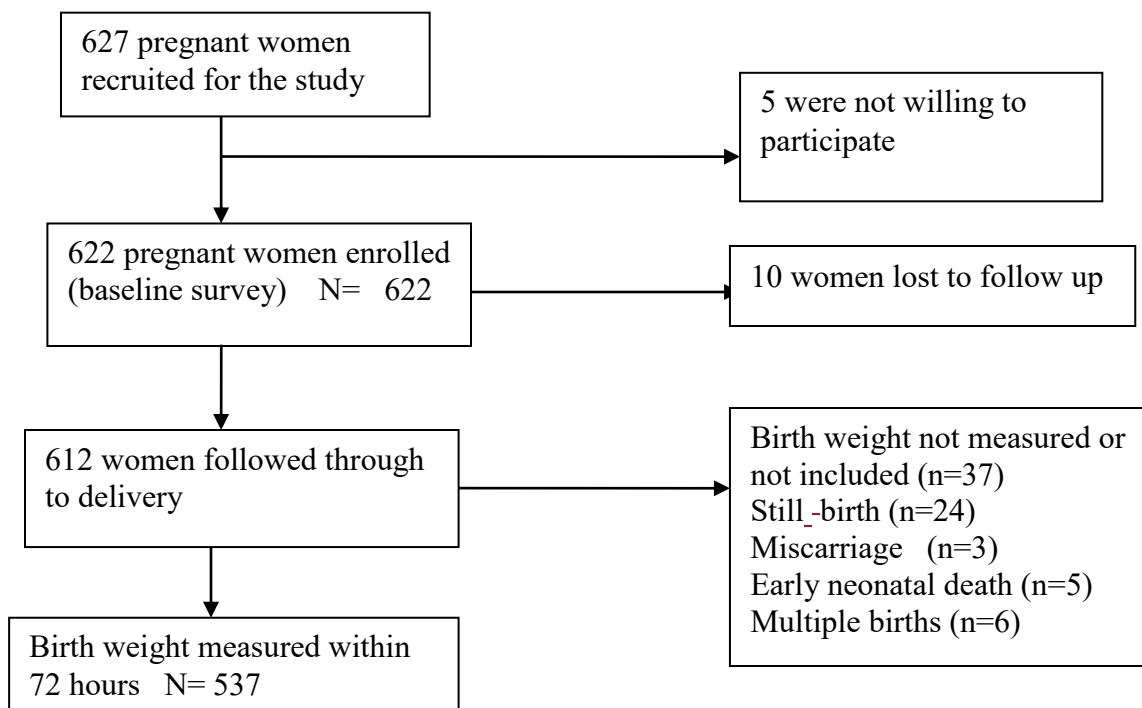 627 pregnant women
recruited for the study
5 were not willing to
participate
622 pregnant women enrolled
(baseline survey) N= 622
10 women lost to follow up
612 women followed through
to delivery
Birth weight not measured or
not included (n=37)
Still -birth (n=24)
Miscarriage (n=3)
Early neonatal death (n=5)
Multiple births (n=6)
Birth weight measured within
72 hours N= 537